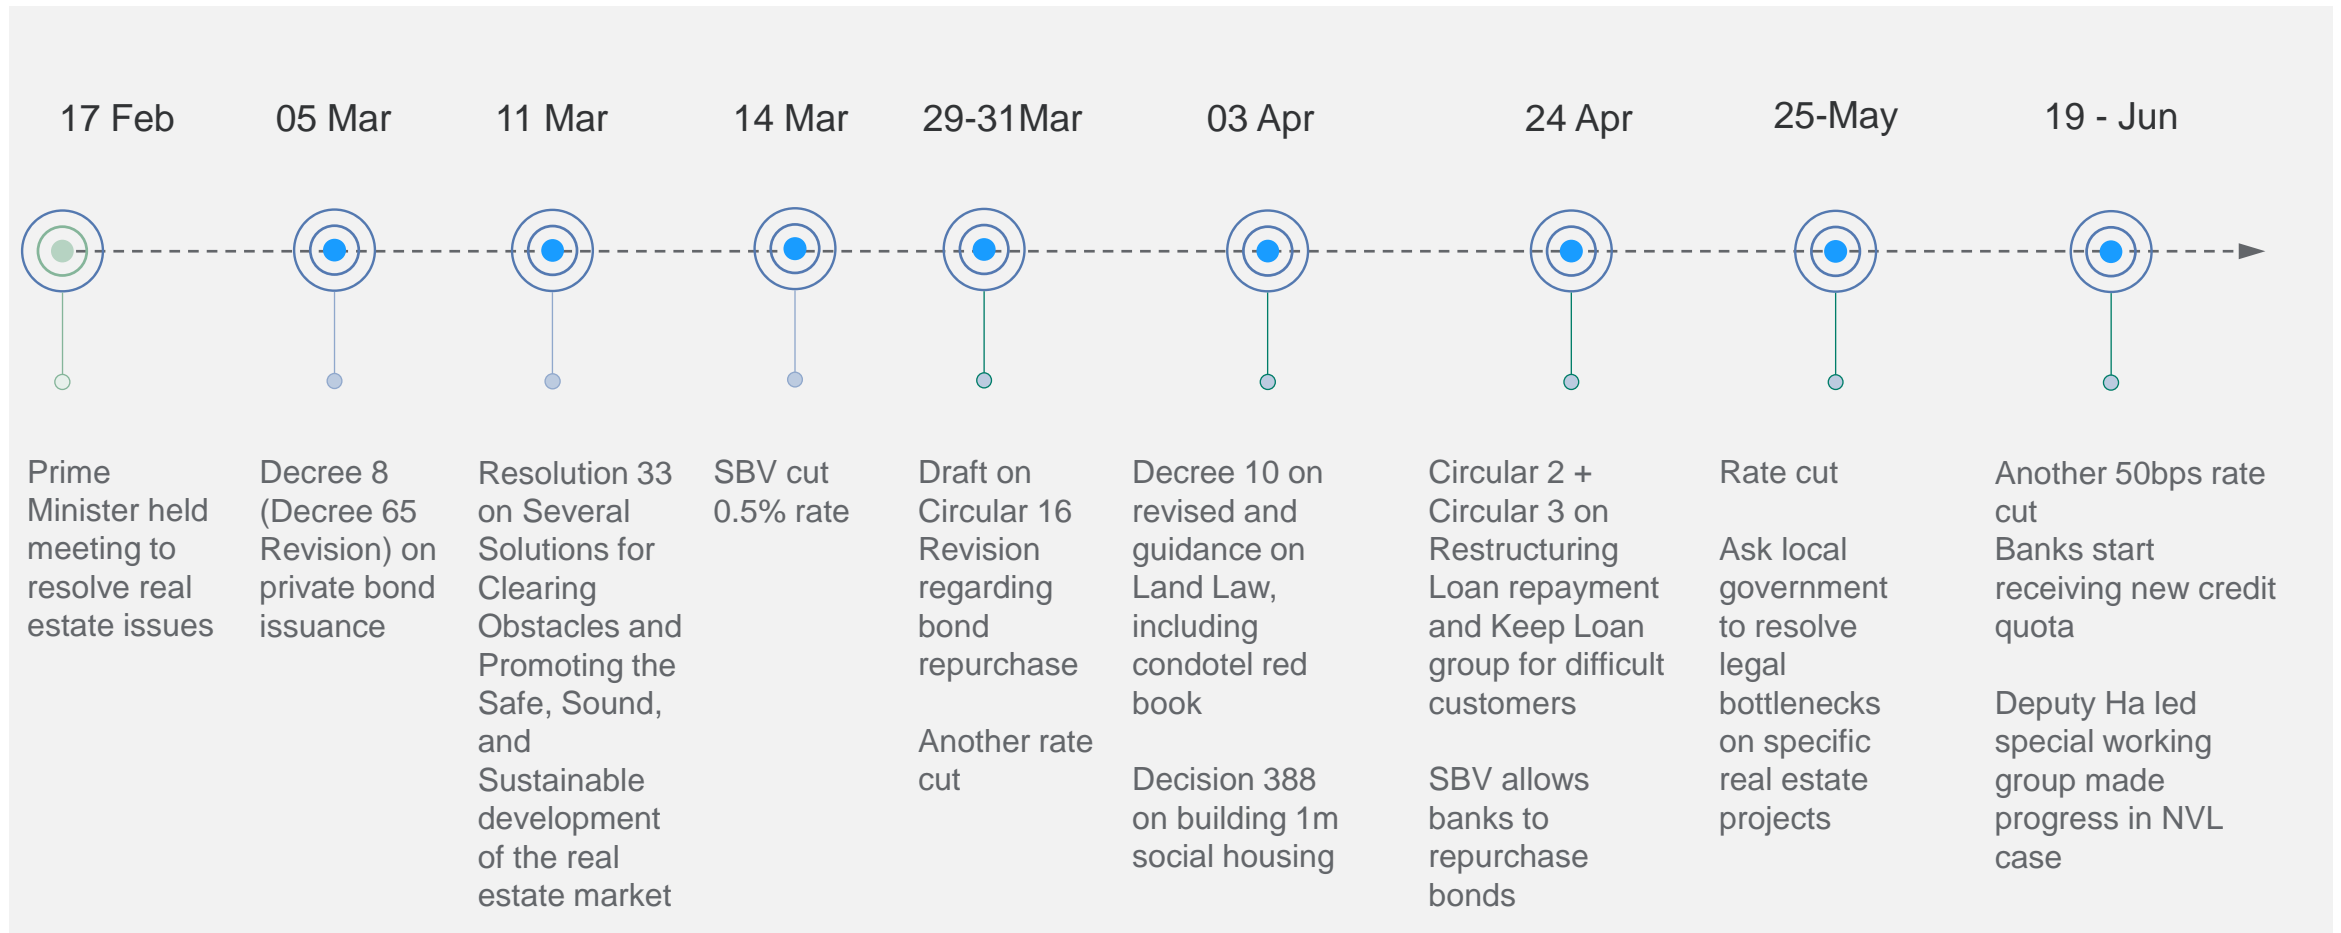 17 Feb
05 Mar
11 Mar
14 Mar
29-31Mar
03 Apr
24 Apr
25-May
19 - Jun
Prime
Minister held
meeting to
resolve real
estate issues
Decree 8
(Decree 65
Revision) on
private bond
issuance
Resolution 33
on Several
Solutions for
Clearing
Obstacles and
Promoting the
Safe, Sound,
and
Sustainable
development
of the real
estate market
SBV cut
0.5% rate
Draft on
Circular 16
Revision
regarding
bond
repurchase
Another rate
cut
Decree 10 on
revised and
guidance on
Land Law,
including
condotel red
book
Decision 388
on building 1m
social housing
Circular 2 +
Circular 3 on
Restructuring
Loan repayment
and Keep Loan
group for difficult
customers
SBV allows
banks to
repurchase
bonds
Rate cut
Ask local
government
to resolve
legal
bottlenecks
on specific
real estate
projects
Another 50bps rate
cut
Banks start
receiving new credit
quota
Deputy Ha led
special working
group made
progress in NVL
case